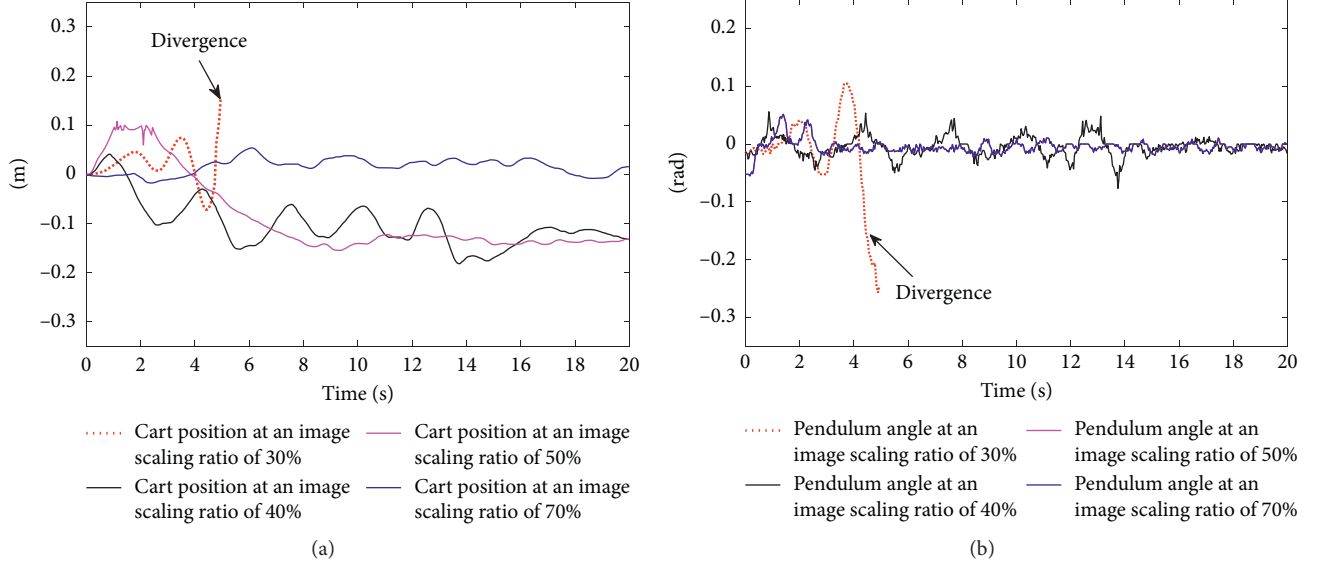 0.3
0.2
0.1
0
–0.1
–0.2
–0.3
(m)
Divergence
0 2 4 6 8 10 12 14 16 18 20
Time (s)
Cart position at an image
scaling ratio of 30%
Cart position at an image
scaling ratio of 40%
Cart position at an image
scaling ratio of 50%
Cart position at an image
scaling ratio of 70%
(a)
0.2
0.1
0
–0.1
–0.2
–0.3
(rad)
Divergence
0 2 4 6 8 10 12 14 16 18 20
Time (s)
Pendulum angle at an
image scaling ratio of 30%
Pendulum angle at an
image scaling ratio of 40%
Pendulum angle at an
image scaling ratio of 50%
Pendulum angle at an
image scaling ratio of 70%
(b)